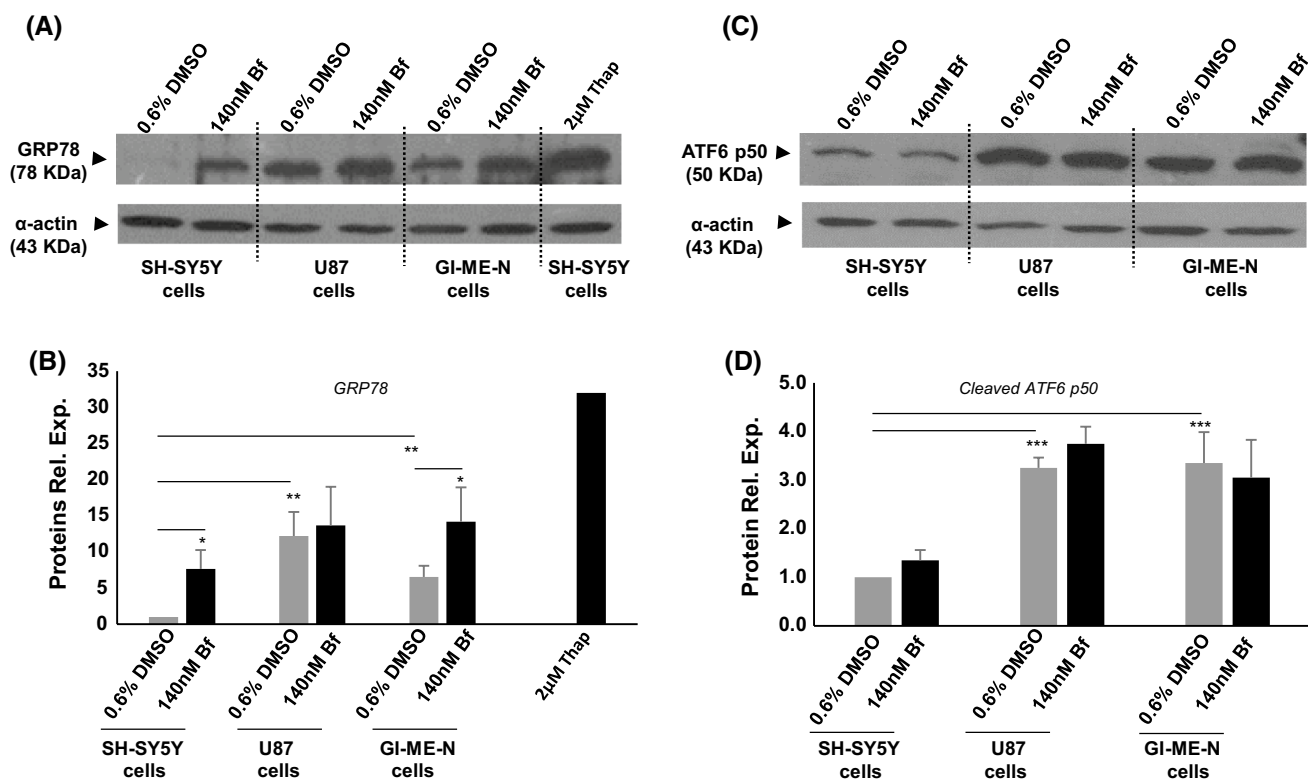 (A)
0.6% DMSO
140nM Bf
0.6% DMSO
140nM Bf
0.6% DMSO
140nM Bf
2μM Thap
GRP78
(78 KDa)
α-actin
(43 KDa)
SH-SY5Y
cells
U87
cells
GI-ME-N
cells
SH-SY5Y
cells
(B)
Proteins Rel. Exp.
35
30
25
20
15
10
5
0
GRP78
*
**
**
*
0.6% DMSO
140nM Bf
0.6% DMSO
140nM Bf
0.6% DMSO
140nM Bf
2μM Thap
SH-SY5Y
cells
U87
cells
GI-ME-N
cells
(C)
0.6% DMSO
140nM Bf
0.6% DMSO
140nM Bf
0.6% DMSO
140nM Bf
ATF6 p50
(50 KDa)
α-actin
(43 KDa)
SH-SY5Y
cells
U87
cells
GI-ME-N
cells
(D)
Protein Rel. Exp.
5.0
4.0
3.0
2.0
1.0
0.0
Cleaved ATF6 p50
***
***
0.6% DMSO
140nM Bf
0.6% DMSO
140nM Bf
0.6% DMSO
140nM Bf
SH-SY5Y
cells
U87
cells
GI-ME-N
cells